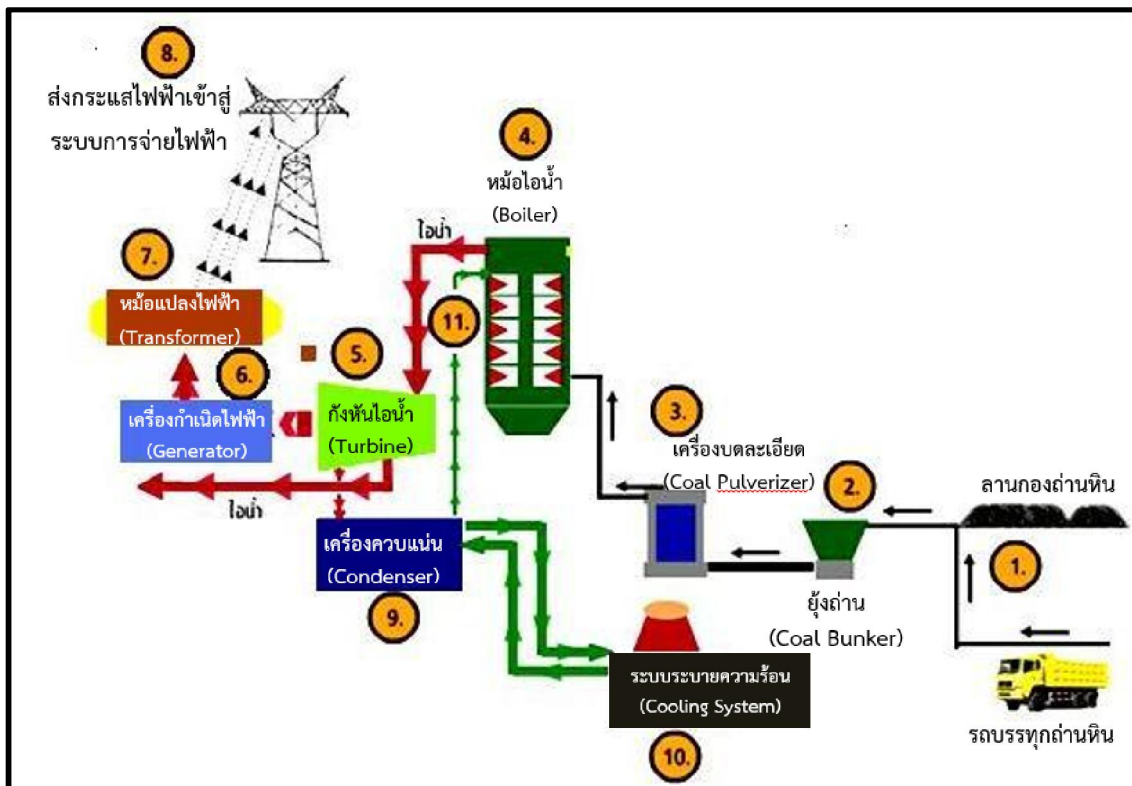 8.
ส่งกระแสไฟฟ้าเข้าสู่
ระบบการจ่ายไฟฟ้า
4.
หม้อไอน้ำ
(Boiler)
ไอน้ำ
7.
หม้อแปลงไฟฟ้า
(Transformer)
11.
5.
6.
เครื่องกำเนิดไฟฟ้า
(Generator)
กังหันไอน้ำ
(Turbine)
3.
เครื่องบดละเอียด
(Coal Pulverizer)
2.
ลานกองถ่านหิน
ไอน้ำ
เครื่องควบแน่น
(Condenser)
1.
9.
ยุ้งถ่าน
(Coal Bunker)
ระบบระบายความร้อน
(Cooling System)
10.
รถบรรทุกถ่านหิน